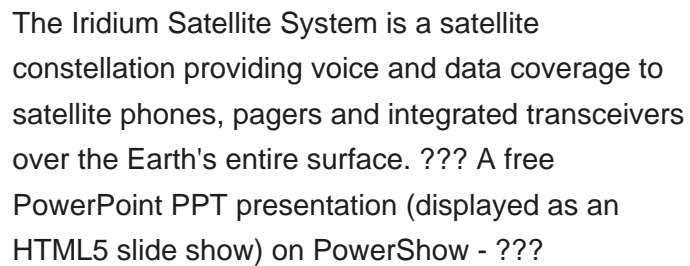 The Iridium Satellite System is a satellite
constellation providing voice and data coverage to
satellite phones, pagers and integrated transceivers
over the Earth's entire surface. ??? A free
PowerPoint PPT presentation (displayed as an
HTML5 slide show) on PowerShow - ???